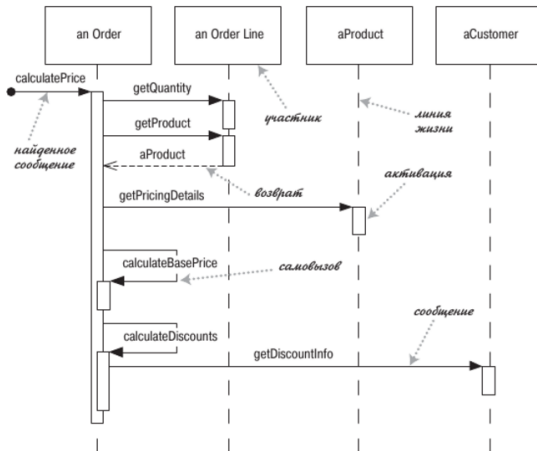 an Order
an Order Line
aProduct
aCustomer
calculatePrice
getQuantity
участник
линия
жизни
getProduct
найденное
сообщение
aProduct
возврат
активация
getPricingDetails
calculateBasePrice
самовызов
сообщение
calculateDiscounts
getDiscountInfo